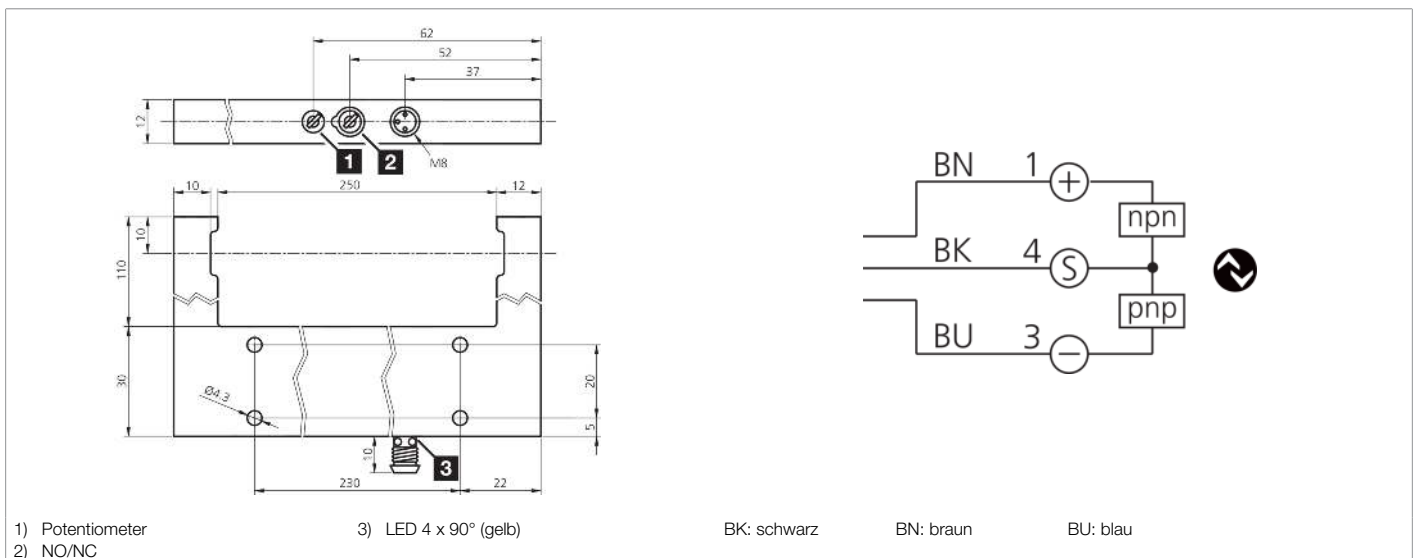 62
52
37
12
1
2
M8
10
250
12
10
110
30
Ø4.3
20
5
10
3
230
22
BN 1 +
npn
BK 4 S
pnp
BU 3 −
1) Potentiometer 3) LED 4 x 90° (gelb) BK: schwarz BN: braun BU: blau
2) NO/NC